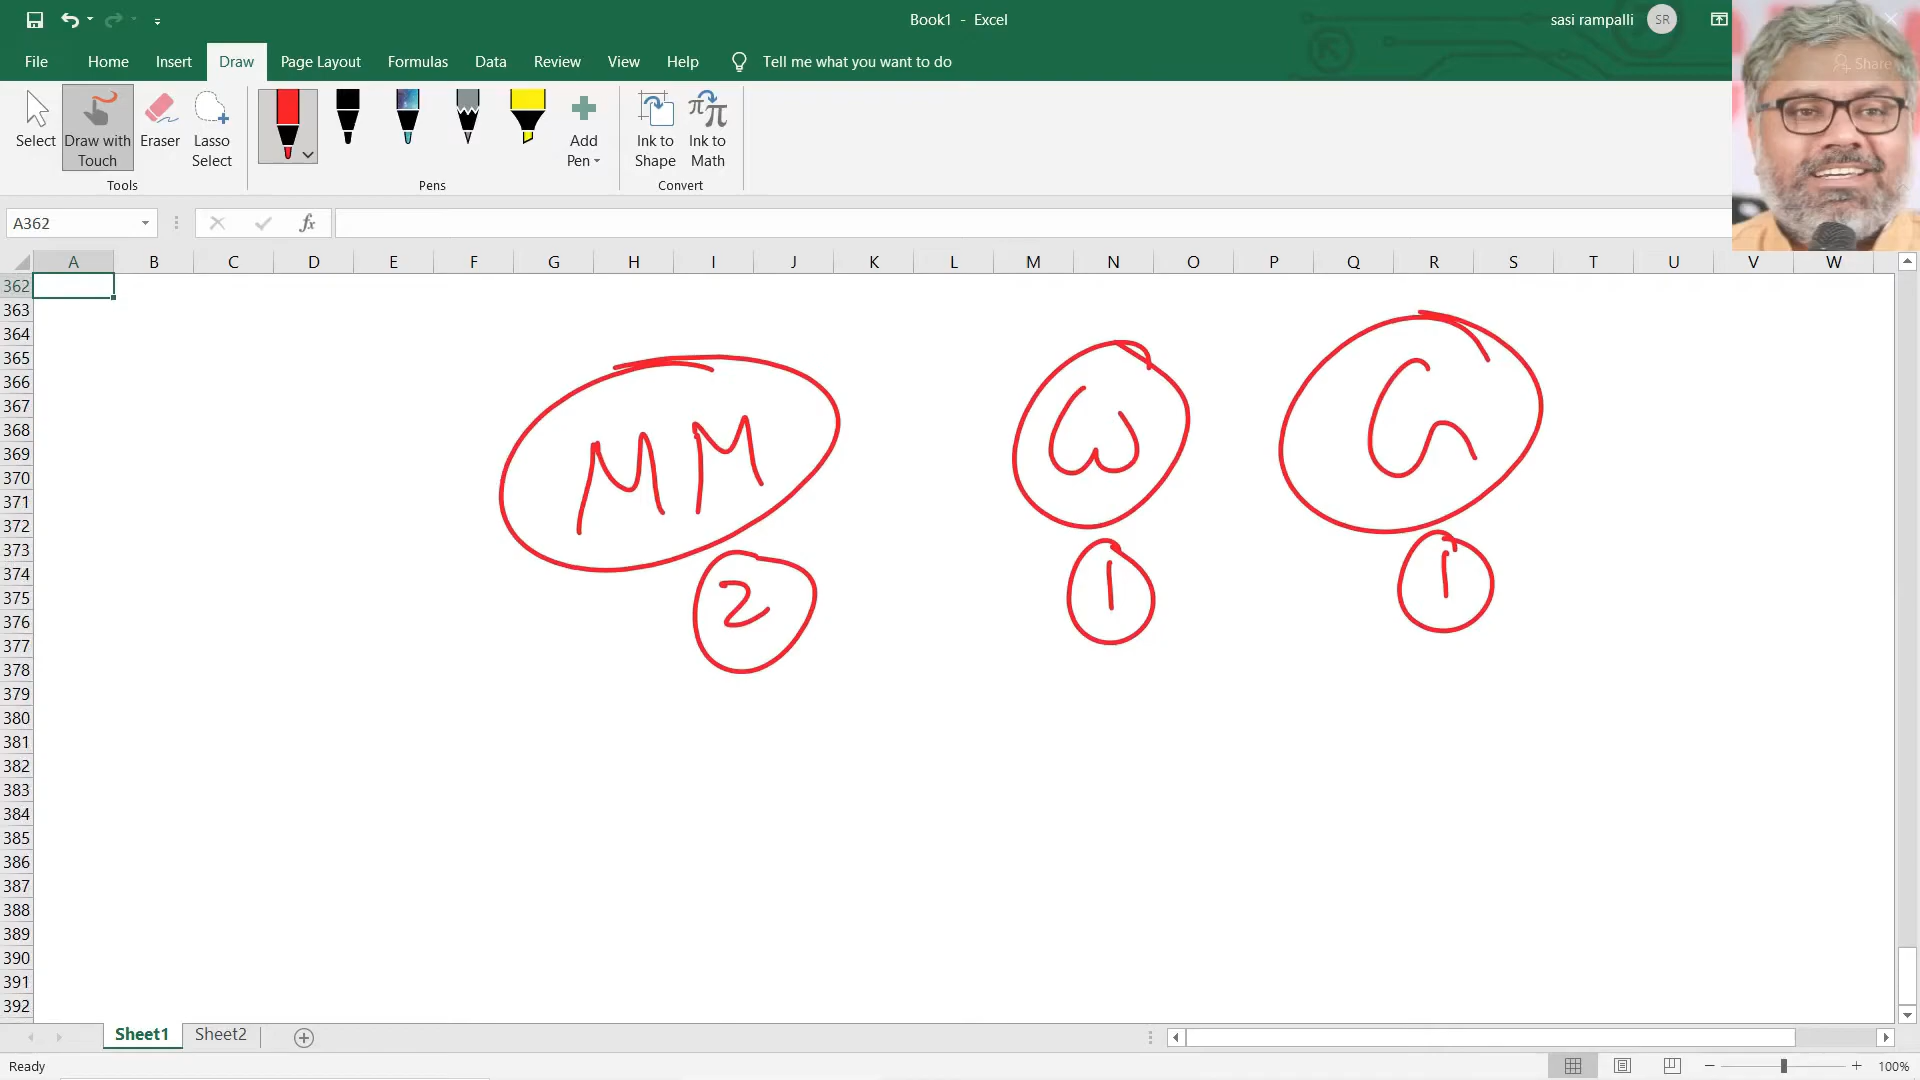 Book1 - Excel
sasi rampalli SR
File Home Insert Draw Page Layout Formulas Data Review View Help Tell me what you want to do Share
Select Draw with Touch Eraser Lasso Select Add Pen Ink to Shape Ink to Math
Tools Pens Convert
A362 fx
A B C D E F G H I J K L M N O P Q R S T U V W
362
363
364
365
366
367
368
369
370
371
372
373
374
375
376
377
378
379
380
381
382
383
384
385
386
387
388
389
390
391
392
MM W G
2 1 1
Sheet1 Sheet2
Ready 100%